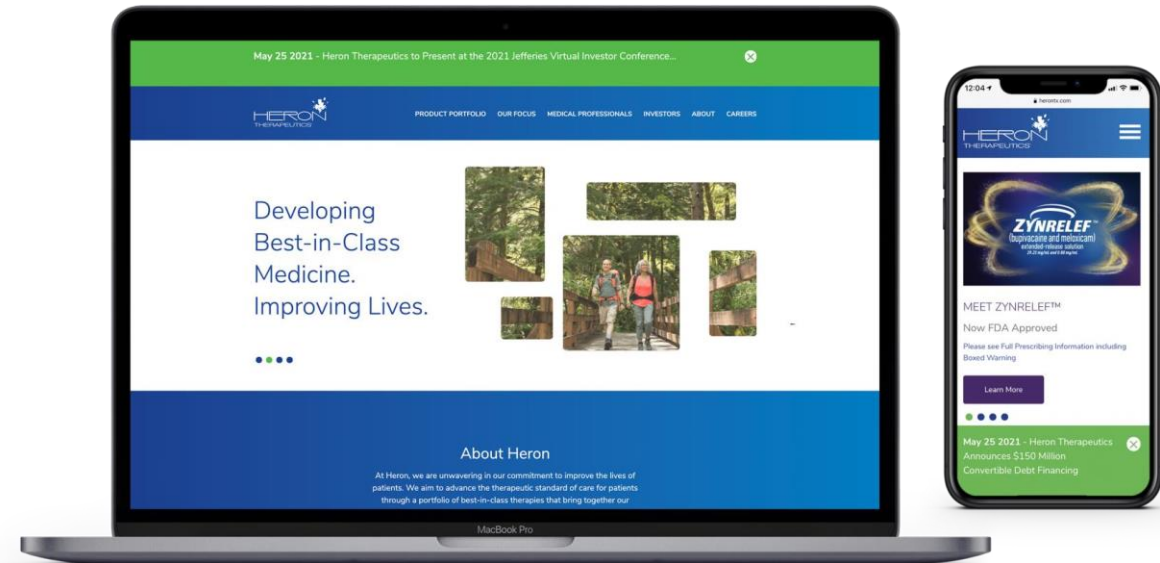 May 25 2021 - Heron Therapeutics to Present at the 2021 Jefferies Virtual Investor Conference...
HERON
THERAPEUTICS
PRODUCT PORTFOLIO OUR FOCUS MEDICAL PROFESSIONALS INVESTORS ABOUT CAREERS
Developing
Best-in-Class
Medicine.
Improving Lives.
About Heron
At Heron, we are unwavering in our commitment to improve the lives of
patients. We aim to advance the therapeutic standard of care for patients
through a portfolio of best-in-class therapies that bring together our
MacBook Pro
12:04
herontx.com
HERON
THERAPEUTICS
ZYNRELEF™
(bupivacaine and meloxicam)
extended-release solution
MEET ZYNRELEF™
Now FDA Approved
Please see Full Prescribing Information including
Boxed Warning
Learn More
May 25 2021 - Heron Therapeutics
Announces $150 Million
Convertible Debt Financing